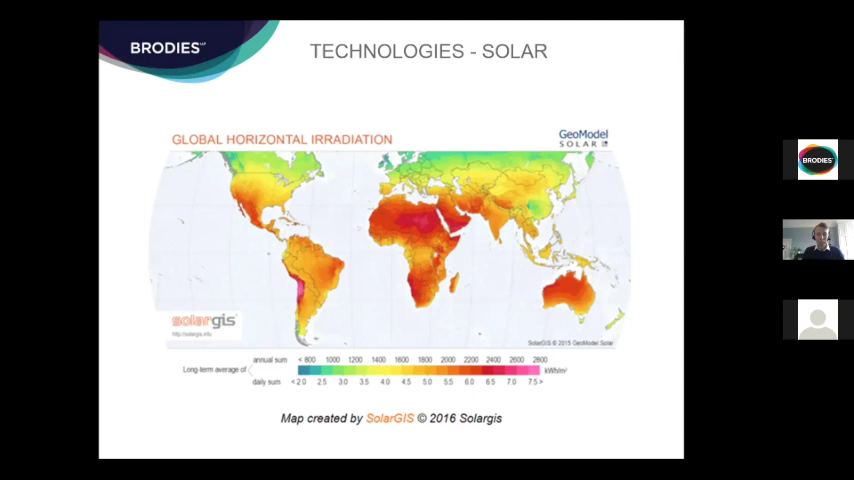 BRODIES LLP
TECHNOLOGIES - SOLAR
GLOBAL HORIZONTAL IRRADIATION
GeoModel
SOLAR
BRODIES
solargis
http://solargis.info
SolarGIS © 2015 GeoModel Solar
annual sum < 800 1000 1200 1400 1600 1800 2000 2200 2400 2600 2800
Long-term average of kWh/m²
daily sum < 2.0 2.5 3.0 3.5 4.0 4.5 5.0 5.5 6.0 6.5 7.0 7.5 >
Map created by SolarGIS © 2016 Solargis